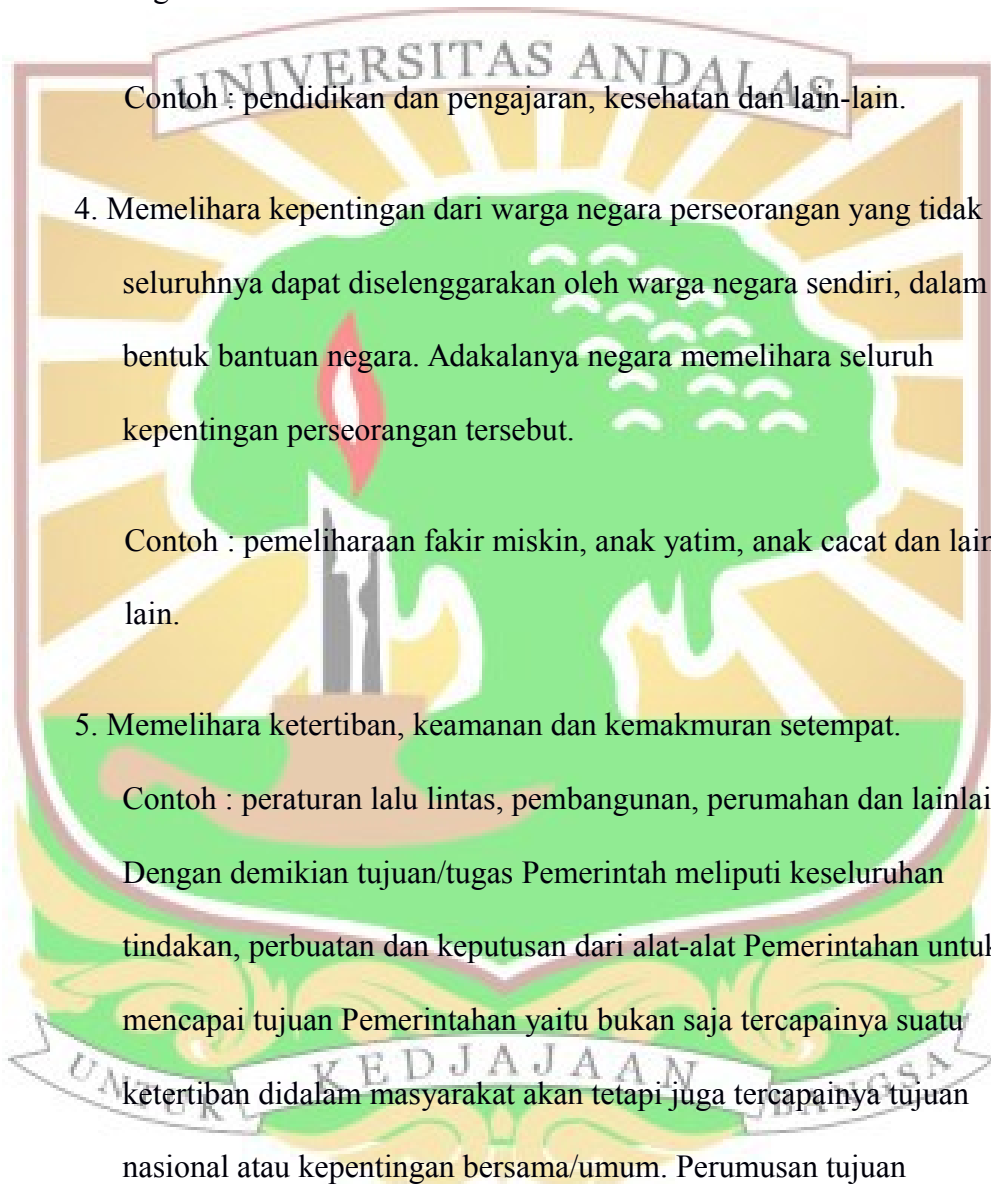 UNIVERSITAS ANDALAS
Contoh : pendidikan dan pengajaran, kesehatan dan lain-lain.
4. Memelihara kepentingan dari warga negara perseorangan yang tidak
seluruhnya dapat diselenggarakan oleh warga negara sendiri, dalam
bentuk bantuan negara. Adakalanya negara memelihara seluruh
kepentingan perseorangan tersebut.
Contoh : pemeliharaan fakir miskin, anak yatim, anak cacat dan lain
lain.
5. Memelihara ketertiban, keamanan dan kemakmuran setempat.
Contoh : peraturan lalu lintas, pembangunan, perumahan dan lainlai
Dengan demikian tujuan/tugas Pemerintah meliputi keseluruhan
tindakan, perbuatan dan keputusan dari alat-alat Pemerintahan untuk
mencapai tujuan Pemerintahan yaitu bukan saja tercapainya suatu
UNTUK KEDJAJAAN BANGSA
ketertiban didalam masyarakat akan tetapi juga tercapainya tujuan
nasional atau kepentingan bersama/umum. Perumusan tujuan